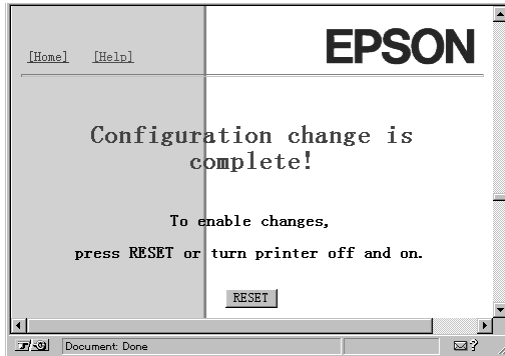 [Home] [Help]
EPSON
Configuration change is
complete!
To enable changes,
press RESET or turn printer off and on.
RESET
Document: Done
?